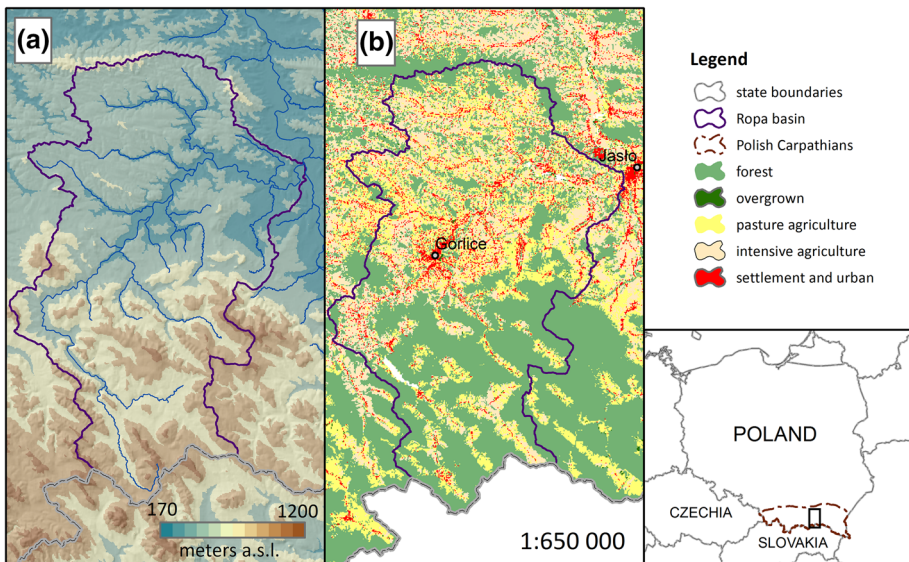 (a)
170
1200
meters a.s.l.
(b)
Jasło
Gorlice
1:650 000
Legend
state boundaries
Ropa basin
Polish Carpathians
forest
overgrown
pasture agriculture
intensive agriculture
settlement and urban
POLAND
CZECHIA
SLOVAKIA